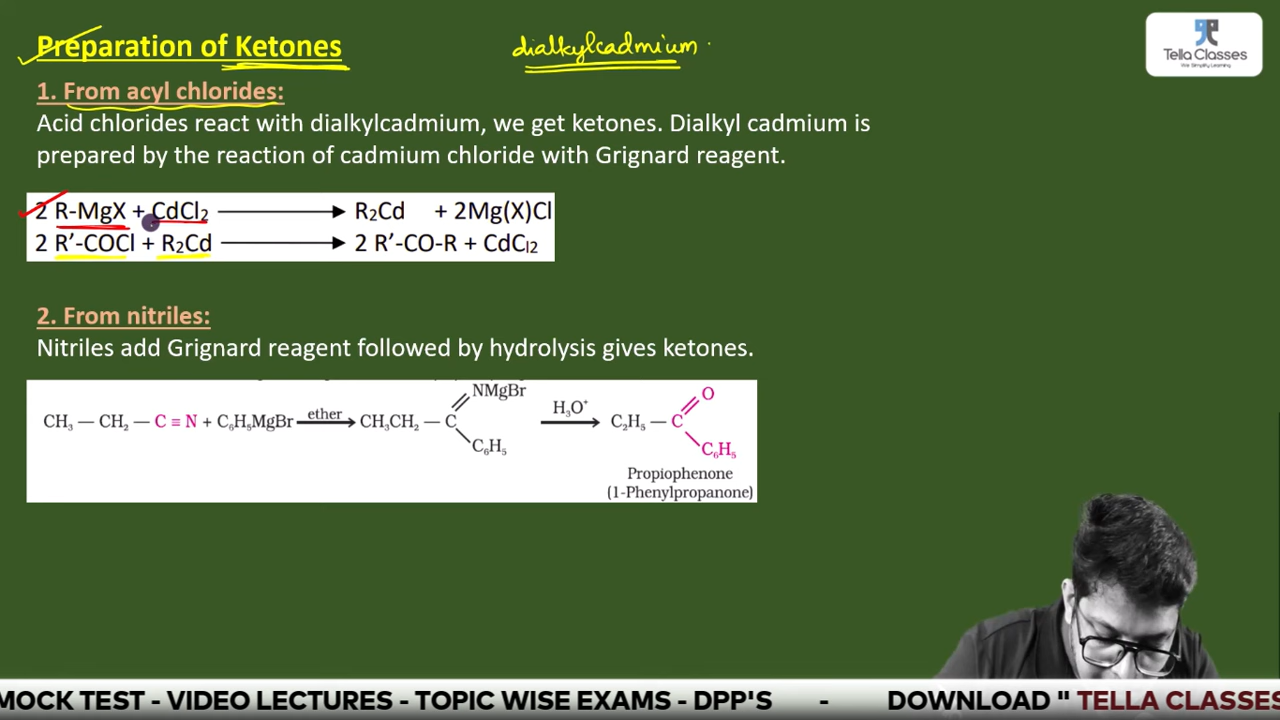 Preparation of Ketones
dialkylcadmium
Tella Classes
We Simplify Learning
1. From acyl chlorides:
Acid chlorides react with dialkylcadmium, we get ketones. Dialkyl cadmium is
prepared by the reaction of cadmium chloride with Grignard reagent.
2 R-MgX + CdCl₂ ⟶ R₂Cd + 2Mg(X)Cl
2 R′-COCl + R₂Cd ⟶ 2 R′-CO-R + CdCl2
2. From nitriles:
Nitriles add Grignard reagent followed by hydrolysis gives ketones.
NMgBr
O
CH₃ — CH₂ — C ≡ N + C₆H₅MgBr ether CH₃CH₂ — C H₃O⁺ C₂H₅ — C
C₆H₅
C₆H₅
Propiophenone
(1-Phenylpropanone)
MOCK TEST - VIDEO LECTURES - TOPIC WISE EXAMS - DPP'S - DOWNLOAD " TELLA CLASSES